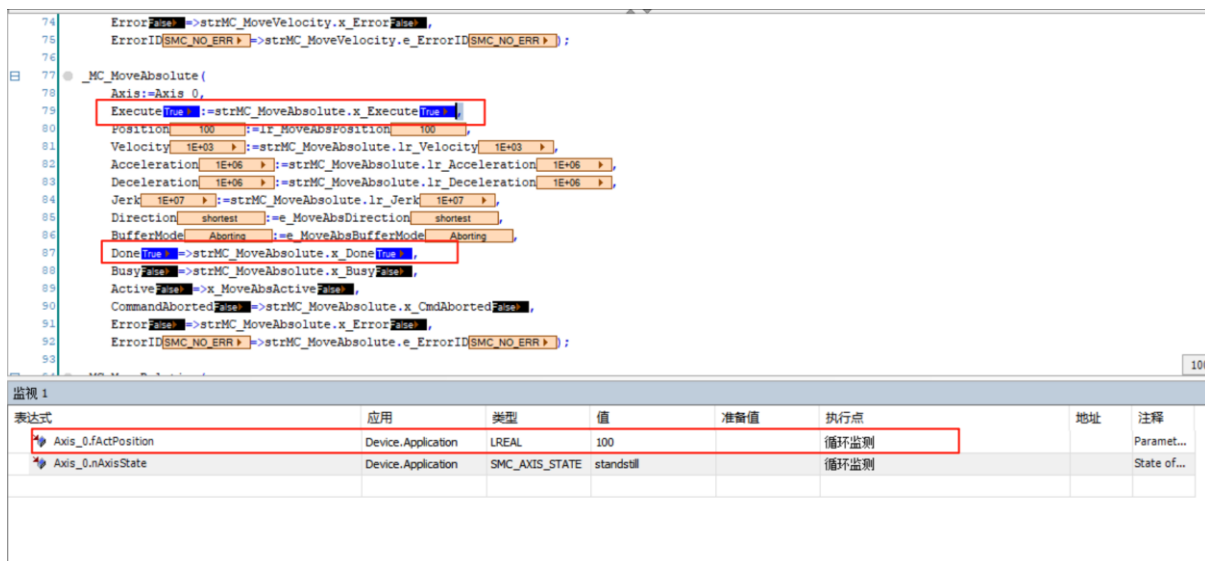 74 Error False =>strMC_MoveVelocity.x_Error False ,
75 ErrorID SMC_NO_ERR =>strMC_MoveVelocity.e_ErrorID SMC_NO_ERR );
76
77 _MC_MoveAbsolute(
78 Axis:=Axis_0,
79 Execute True :=strMC_MoveAbsolute.x_Execute True ,
80 Position 100 :=lr_MoveAbsPosition 100 ,
81 Velocity 1E+03 :=strMC_MoveAbsolute.lr_Velocity 1E+03 ,
82 Acceleration 1E+06 :=strMC_MoveAbsolute.lr_Acceleration 1E+06 ,
83 Deceleration 1E+06 :=strMC_MoveAbsolute.lr_Deceleration 1E+06 ,
84 Jerk 1E+07 :=strMC_MoveAbsolute.lr_Jerk 1E+07 ,
85 Direction shortest :=e_MoveAbsDirection shortest ,
86 BufferMode Aborting :=e_MoveAbsBufferMode Aborting ,
87 Done True =>strMC_MoveAbsolute.x_Done True ,
88 Busy False =>strMC_MoveAbsolute.x_Busy False ,
89 Active False =>x_MoveAbsActive False ,
90 CommandAborted False =>strMC_MoveAbsolute.x_CmdAborted False ,
91 Error False =>strMC_MoveAbsolute.x_Error False ,
92 ErrorID SMC_NO_ERR =>strMC_MoveAbsolute.e_ErrorID SMC_NO_ERR );
93
监视 1
表达式 应用 类型 值 准备值 执行点 地址 注释
Axis_0.fActPosition Device.Application LREAL 100 循环监测 Paramet...
Axis_0.nAxisState Device.Application SMC_AXIS_STATE standstill 循环监测 State of...